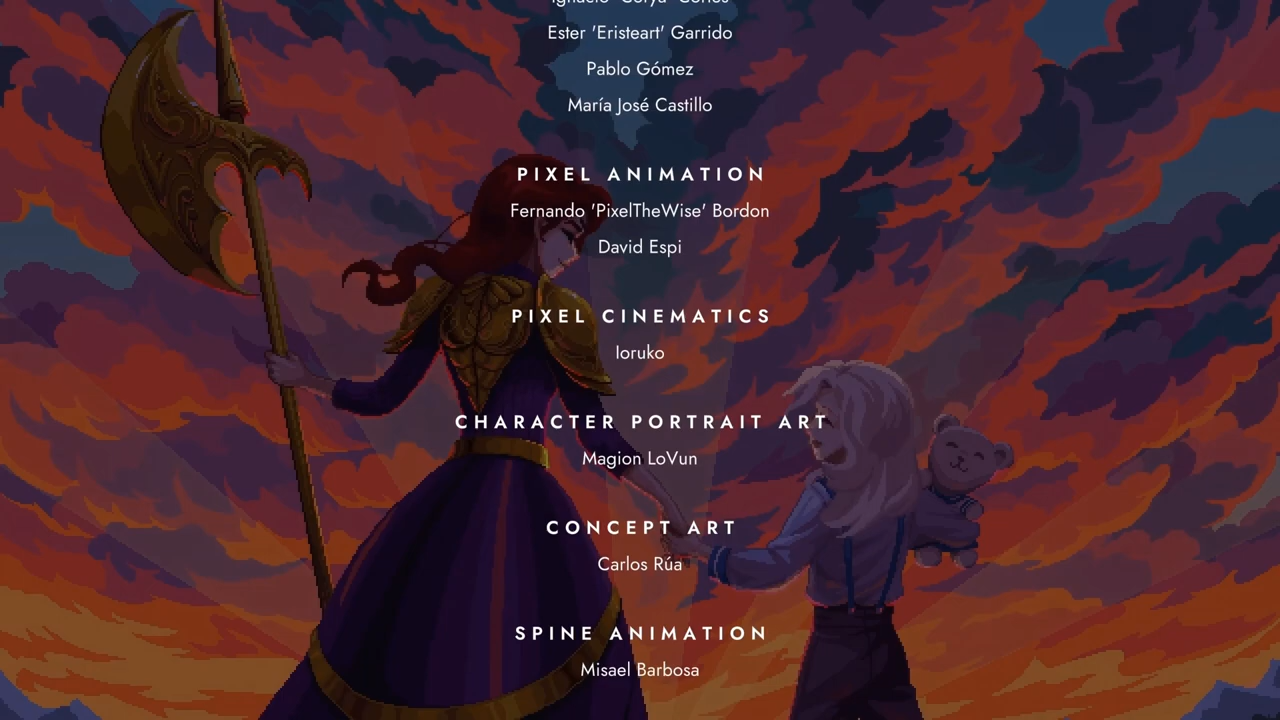 Ester 'Eristeart' Garrido
Pablo Gómez
María José Castillo
PIXEL ANIMATION
Fernando 'PixelTheWise' Bordon
David Espi
PIXEL CINEMATICS
Ioruko
CHARACTER PORTRAIT ART
Magion LoVun
CONCEPT ART
Carlos Rúa
SPINE ANIMATION
Misael Barbosa